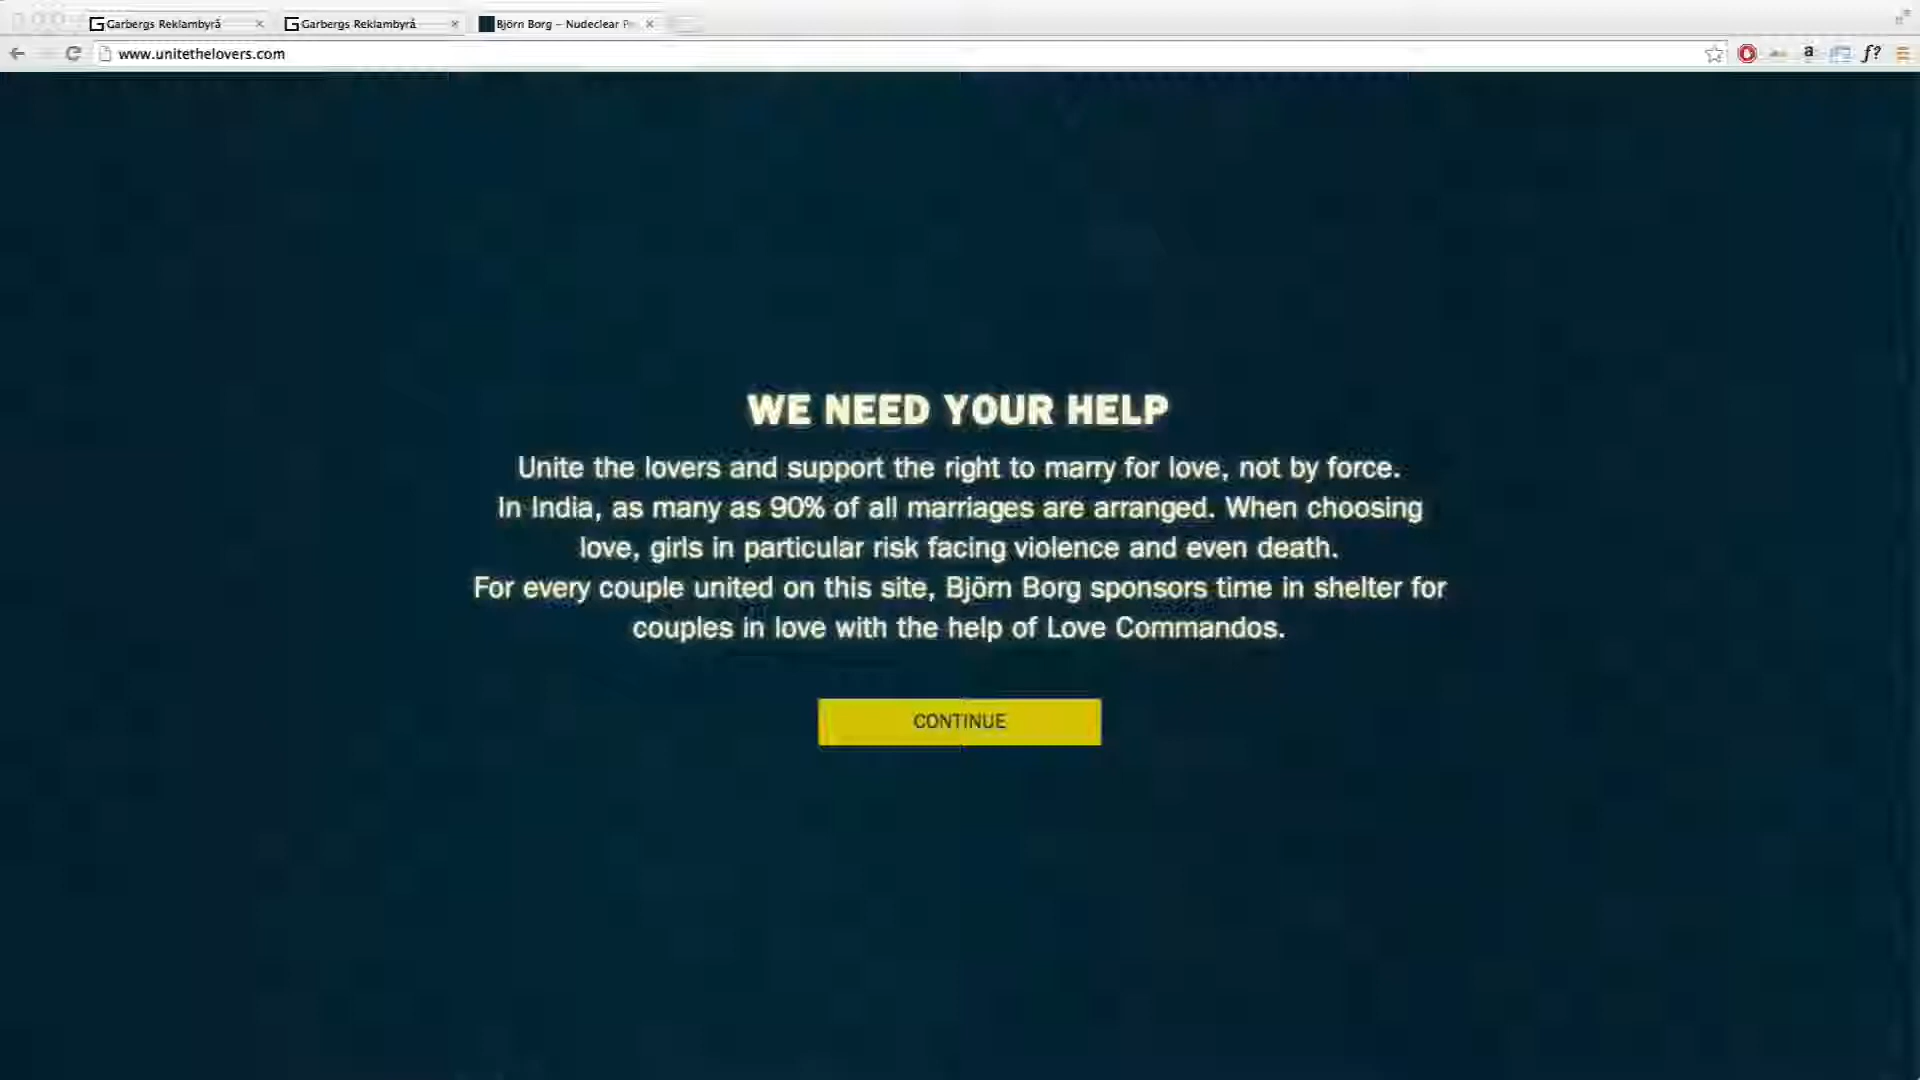 Garbergs Reklambyrå
Garbergs Reklambyrå
Björn Borg – Nudeclear P
www.unitethelovers.com
a
f?
WE NEED YOUR HELP
Unite the lovers and support the right to marry for love, not by force.
In India, as many as 90% of all marriages are arranged. When choosing
love, girls in particular risk facing violence and even death.
For every couple united on this site, Björn Borg sponsors time in shelter for
couples in love with the help of Love Commandos.
CONTINUE